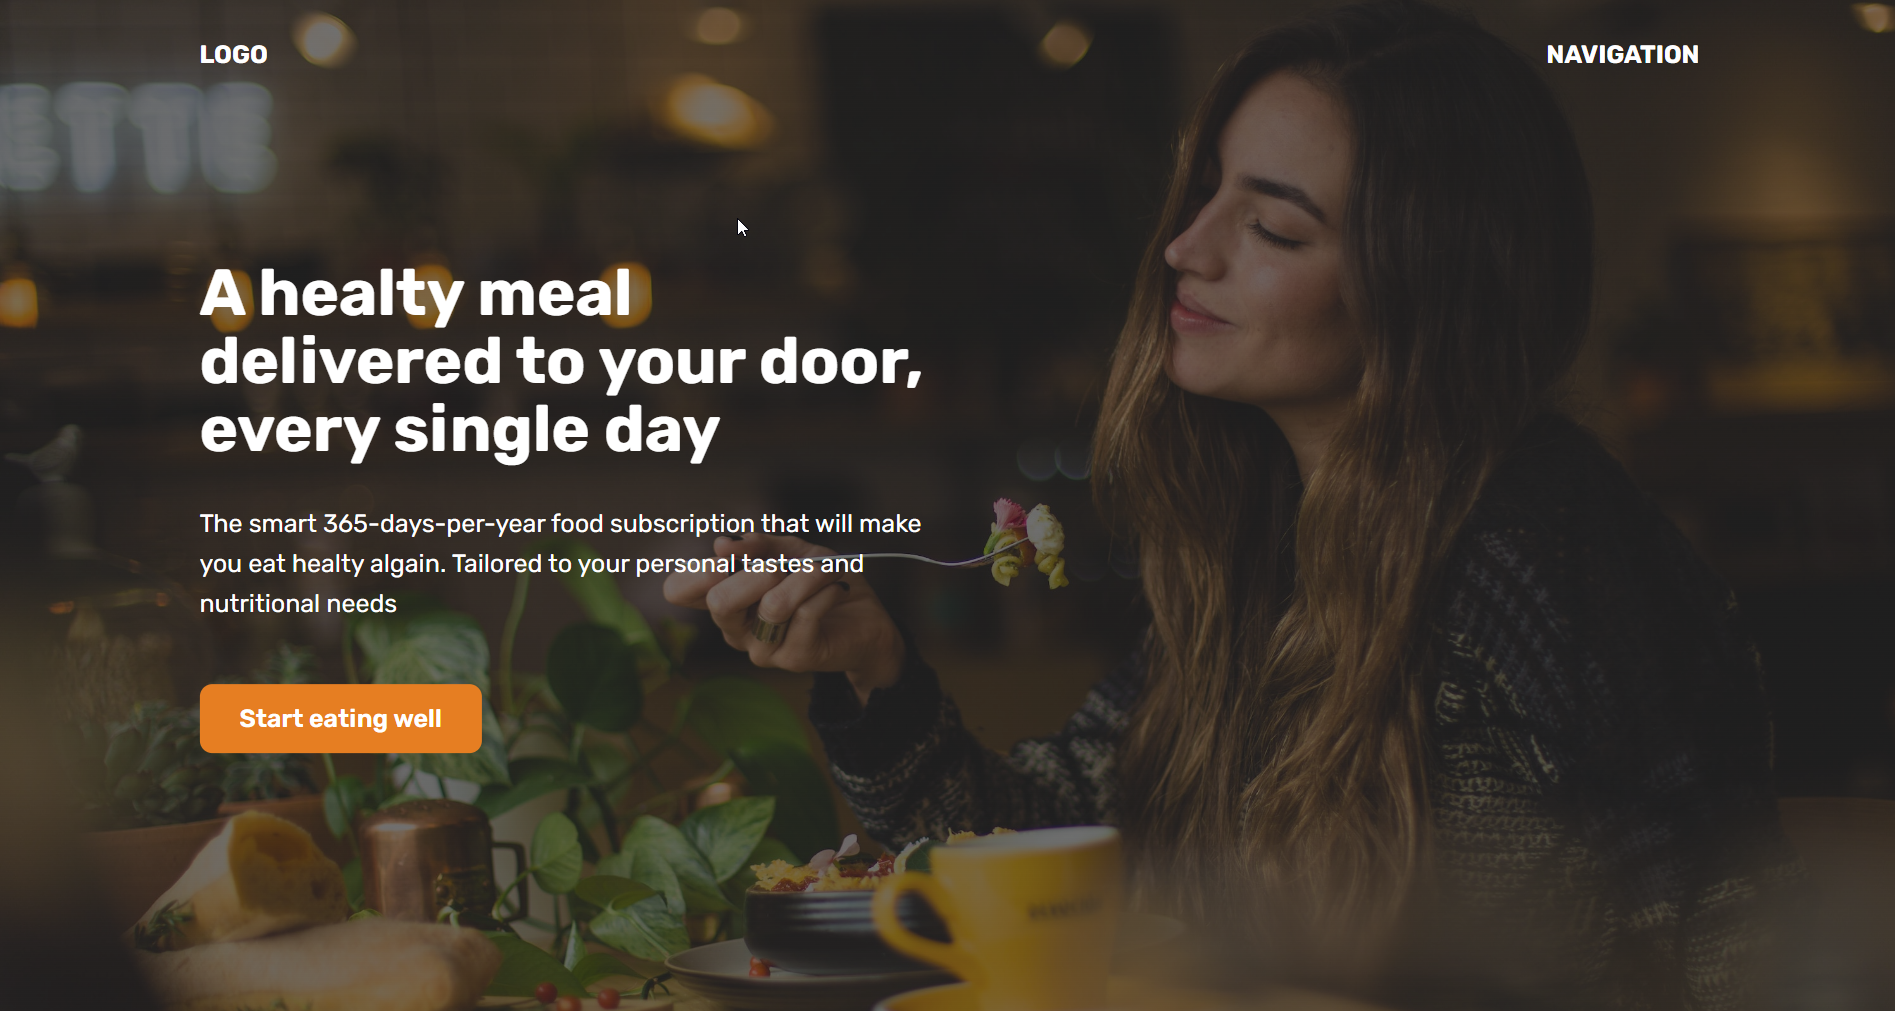 LOGO
NAVIGATION
ETTE
A healty meal
delivered to your door,
every single day
The smart 365-days-per-year food subscription that will make
you eat healty algain. Tailored to your personal tastes and
nutritional needs
Start eating well